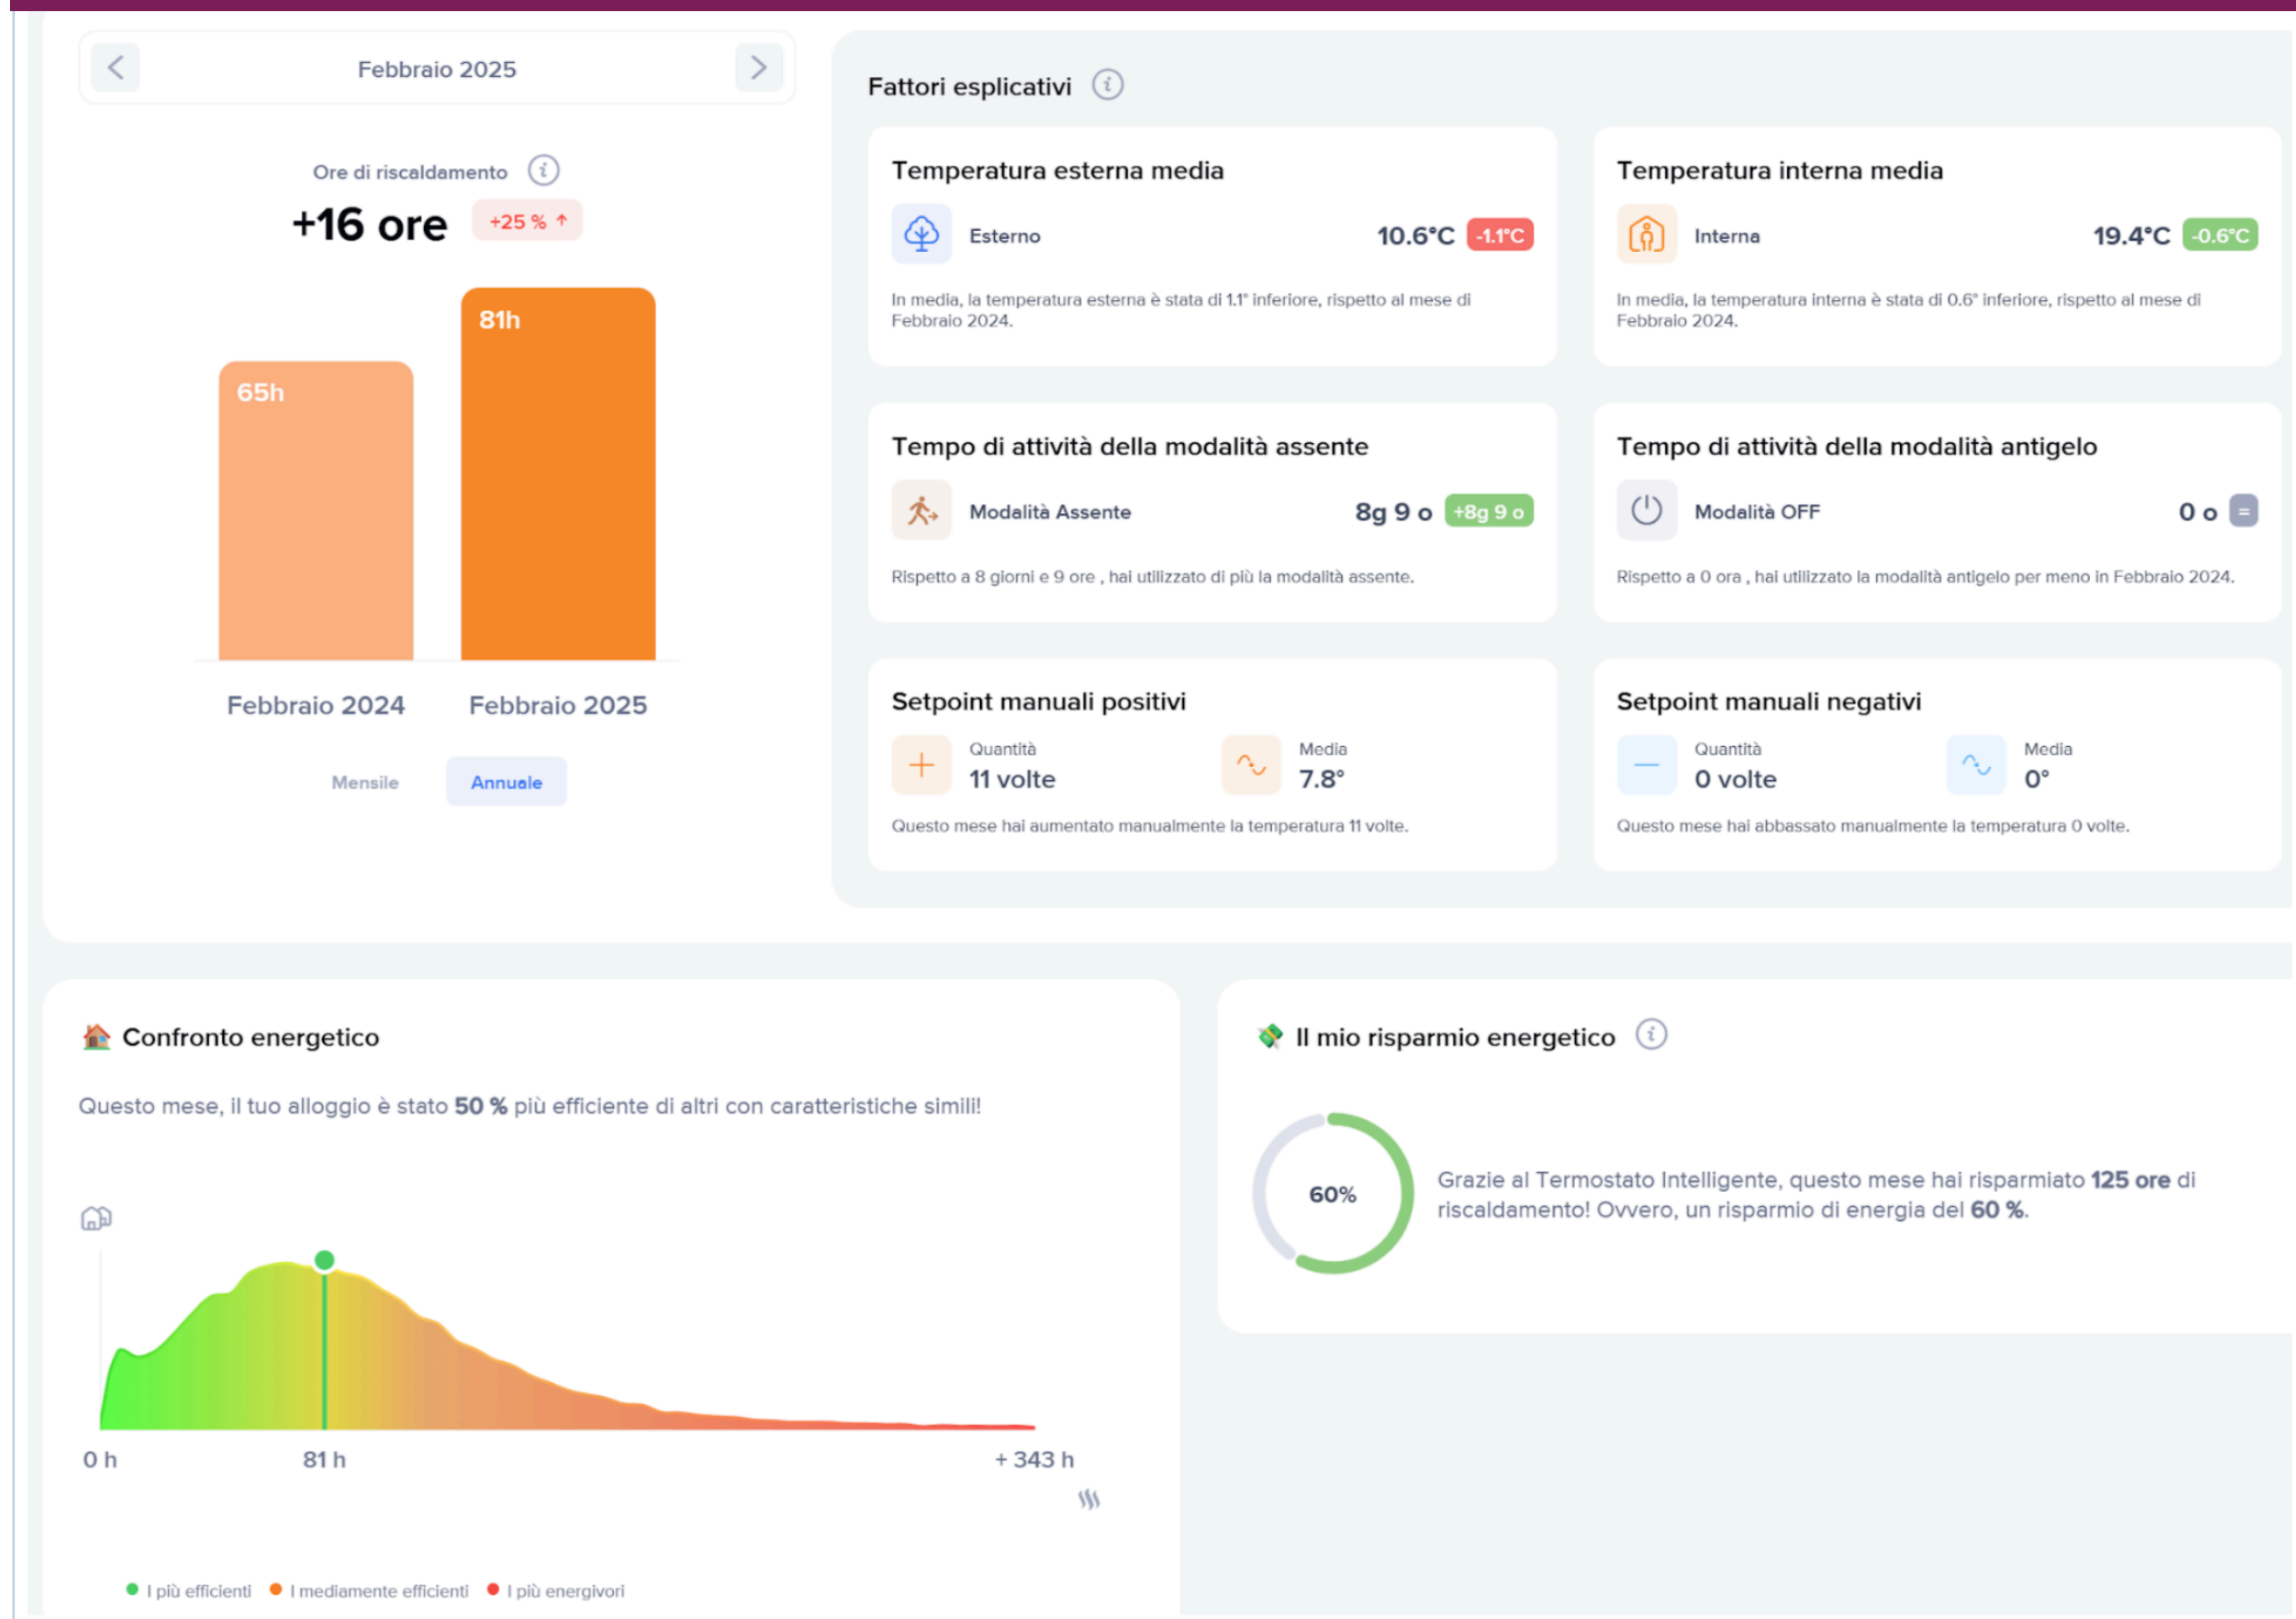 Febbraio 2025
Ore di riscaldamento
+16 ore
+25 % ↑
81h
65h
Febbraio 2024
Febbraio 2025
Mensile
Annuale
Fattori esplicativi
Temperatura esterna media
Esterno
10.6°C
-1.1°C
In media, la temperatura esterna è stata di 1.1° inferiore, rispetto al mese di
Febbraio 2024.
Temperatura interna media
Interna
19.4°C
-0.6°C
In media, la temperatura interna è stata di 0.6° inferiore, rispetto al mese di
Febbraio 2024.
Tempo di attività della modalità assente
Modalità Assente
8g 9 o
+8g 9 o
Rispetto a 8 giorni e 9 ore , hai utilizzato di più la modalità assente.
Tempo di attività della modalità antigelo
Modalità OFF
0 o
=
Rispetto a 0 ora , hai utilizzato la modalità antigelo per meno in Febbraio 2024.
Setpoint manuali positivi
Quantità
11 volte
Media
7.8°
Questo mese hai aumentato manualmente la temperatura 11 volte.
Setpoint manuali negativi
Quantità
0 volte
Media
0°
Questo mese hai abbassato manualmente la temperatura 0 volte.
Confronto energetico
Questo mese, il tuo alloggio è stato 50 % più efficiente di altri con caratteristiche simili!
0 h
81 h
+ 343 h
I più efficienti
I mediamente efficienti
I più energivori
Il mio risparmio energetico
60%
Grazie al Termostato Intelligente, questo mese hai risparmiato 125 ore di
riscaldamento! Ovvero, un risparmio di energia del 60 %.